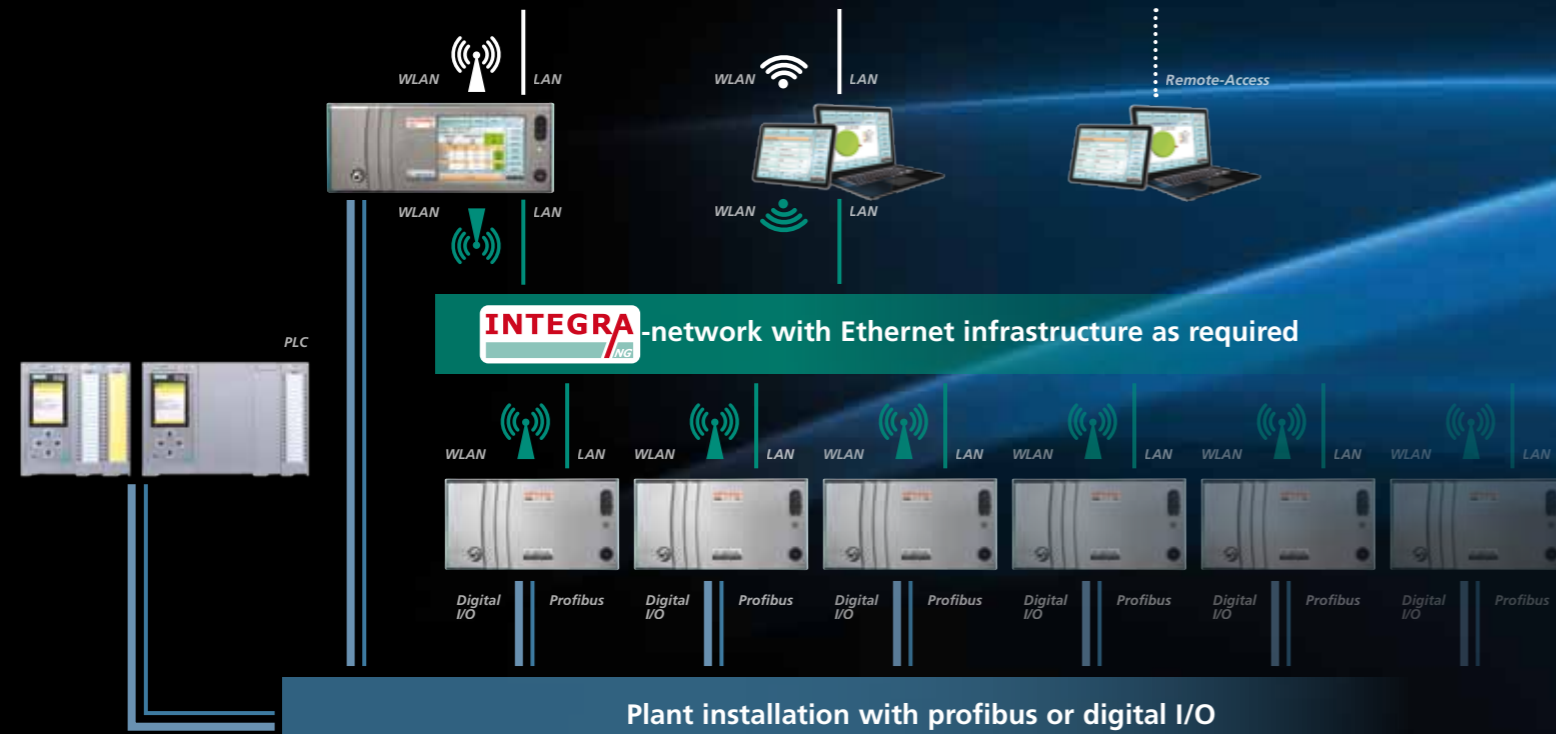 WLAN LAN WLAN LAN Remote-Access
WLAN LAN WLAN LAN
INTEGRA NG -network with Ethernet infrastructure as required
PLC
WLAN LAN WLAN LAN WLAN LAN WLAN LAN WLAN LAN WLAN LAN
Digital I/O Profibus Digital I/O Profibus Digital I/O Profibus Digital I/O Profibus Digital I/O Profibus Digital I/O Profibus
Plant installation with profibus or digital I/O